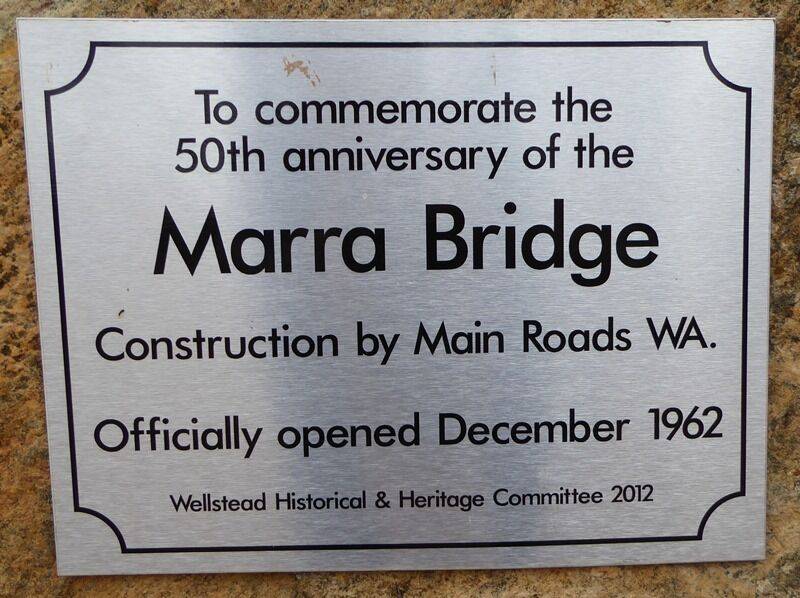 To commemorate the
50th anniversary of the
Marra Bridge
Construction by Main Roads WA.
Officially opened December 1962
Wellstead Historical & Heritage Committee 2012